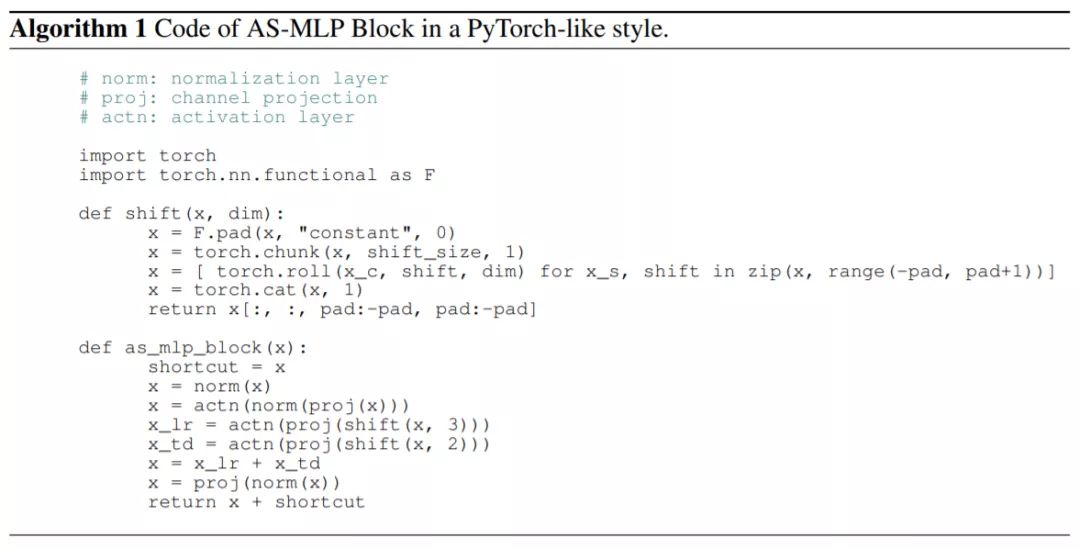 Algorithm 1 Code of AS-MLP Block in a PyTorch-like style.
# norm: normalization layer
# proj: channel projection
# actn: activation layer
import torch
import torch.nn.functional as F
def shift(x, dim):
x = F.pad(x, "constant", 0)
x = torch.chunk(x, shift_size, 1)
x = [ torch.roll(x_c, shift, dim) for x_s, shift in zip(x, range(-pad, pad+1))]
x = torch.cat(x, 1)
return x[:, :, pad:-pad, pad:-pad]
def as_mlp_block(x):
shortcut = x
x = norm(x)
x = actn(norm(proj(x)))
x_lr = actn(proj(shift(x, 3)))
x_td = actn(proj(shift(x, 2)))
x = x_lr + x_td
x = proj(norm(x))
return x + shortcut